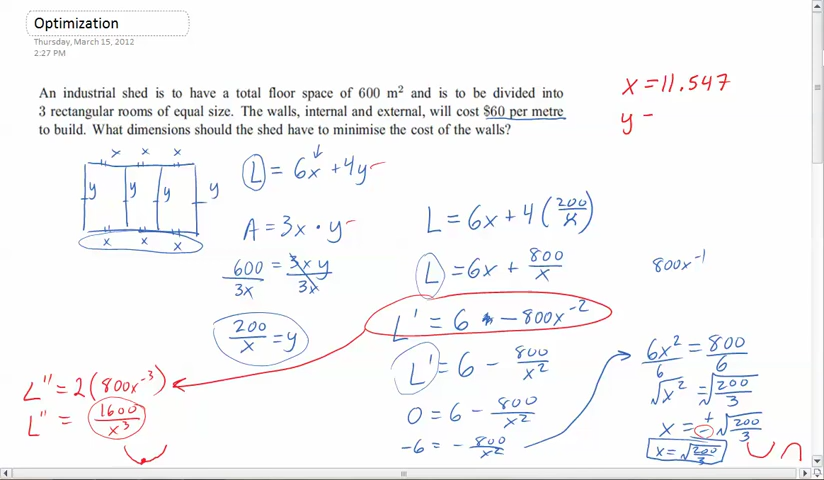 Optimization
Thursday, March 15, 2012
2:27 PM
An industrial shed is to have a total floor space of 600 m² and is to be divided into
3 rectangular rooms of equal size. The walls, internal and external, will cost $60 per metre
to build. What dimensions should the shed have to minimise the cost of the walls?
x = 11.547
y =
x x x
y y y y
x x x
L = 6x + 4y
A = 3x · y
600/3x = 3xy/3x
200/x = y
L = 6x + 4(200/x)
L = 6x + 800/x
800x⁻¹
L' = 6 - 800x⁻²
L' = 6 - 800/x²
0 = 6 - 800/x²
-6 = -800/x²
6x²/6 = 800/6
√x² = √200/3
x = ±√200/3
x = √200/3
L'' = 2(800x⁻³)
L'' = 1600/x³